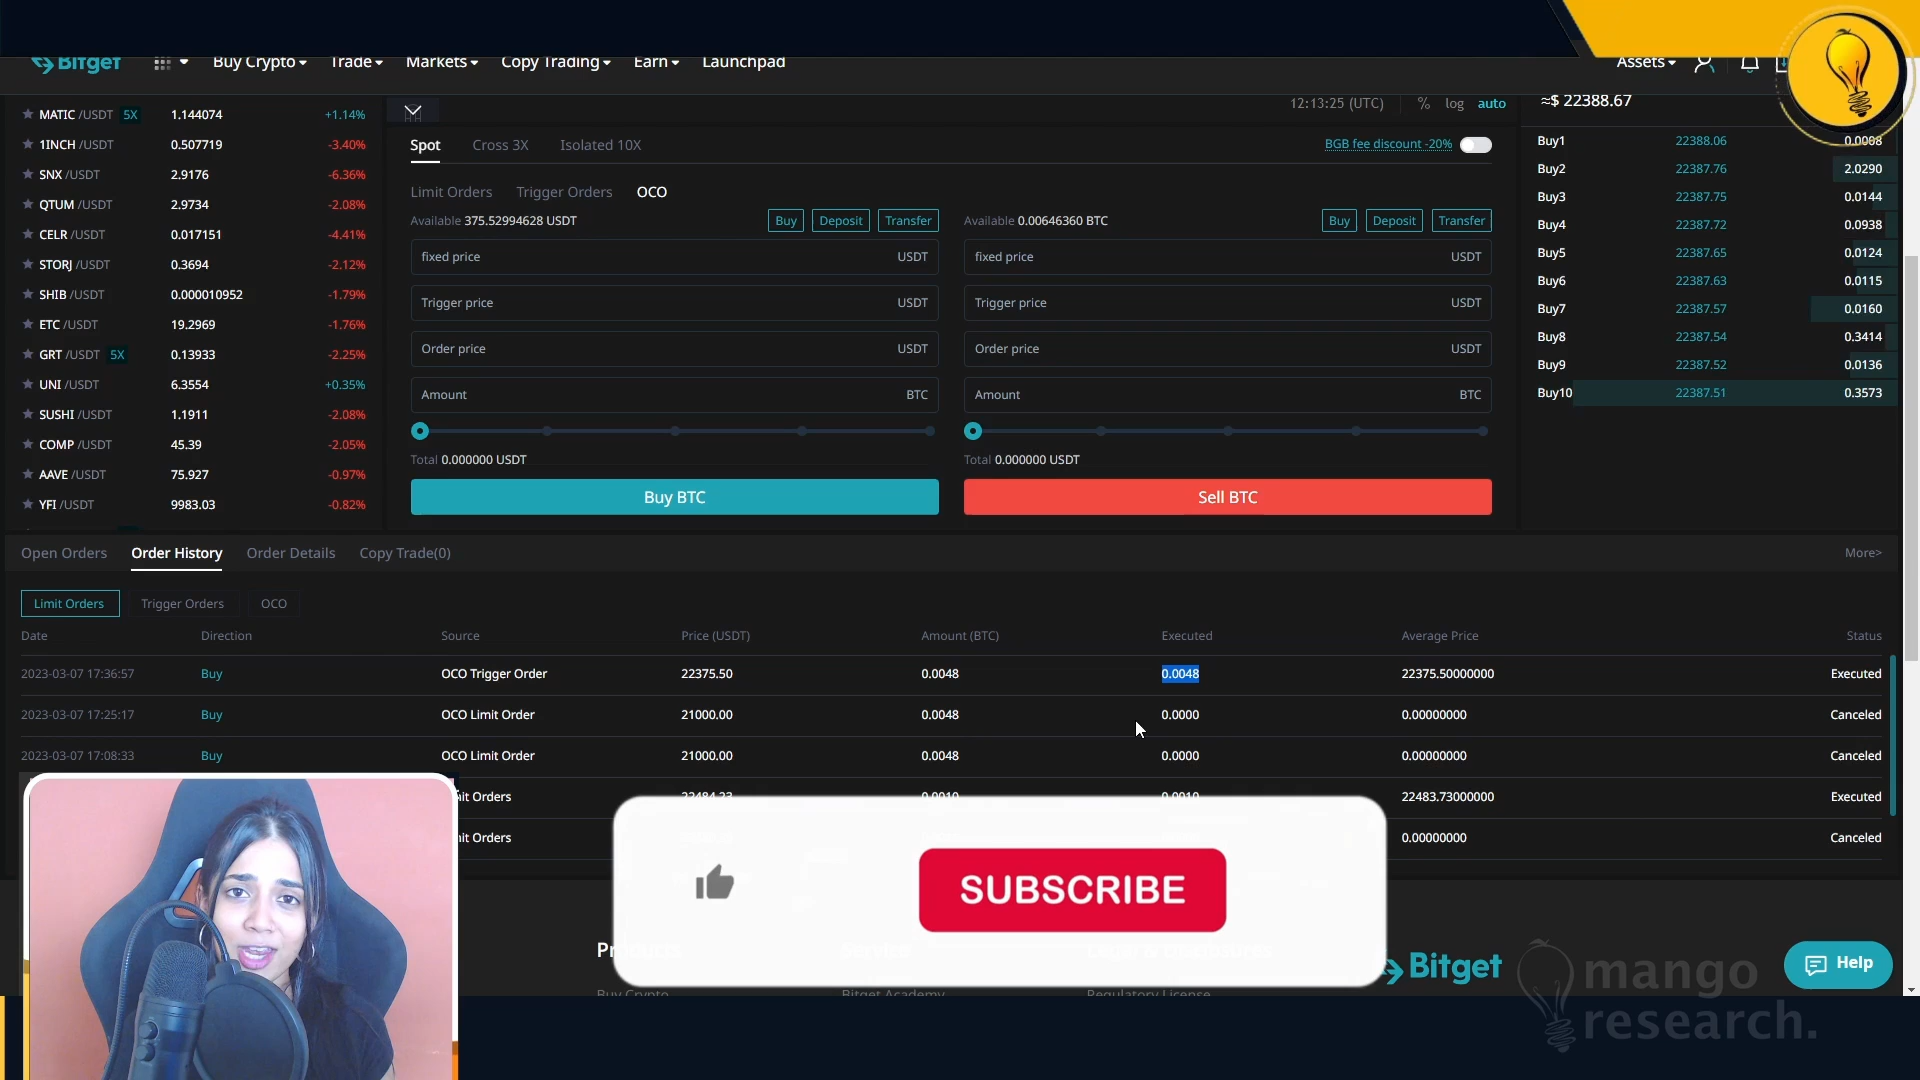 Bitget Buy Crypto Trade Markets Copy Trading Earn Launchpad Assets
MATIC /USDT 5X 1.144074 +1.14%
1INCH /USDT 0.507719 -3.40%
SNX /USDT 2.9176 -6.36%
QTUM /USDT 2.9734 -2.08%
CELR /USDT 0.017151 -4.41%
STORJ /USDT 0.3694 -2.12%
SHIB /USDT 0.000010952 -1.79%
ETC /USDT 19.2969 -1.76%
GRT /USDT 5X 0.13933 -2.25%
UNI /USDT 6.3554 +0.35%
SUSHI /USDT 1.1911 -2.08%
COMP /USDT 45.39 -2.05%
AAVE /USDT 75.927 -0.97%
YFI /USDT 9983.03 -0.82%
12:13:25 (UTC) % log auto
Spot Cross 3X Isolated 10X BGB fee discount -20%
Limit Orders Trigger Orders OCO
Available 375.52994628 USDT Buy Deposit Transfer
fixed price USDT
Trigger price USDT
Order price USDT
Amount BTC
Total 0.000000 USDT
Buy BTC
Available 0.00646360 BTC Buy Deposit Transfer
fixed price USDT
Trigger price USDT
Order price USDT
Amount BTC
Total 0.000000 USDT
Sell BTC
≈$ 22388.67
Buy1 22388.06 0.0008
Buy2 22387.76 2.0290
Buy3 22387.75 0.0144
Buy4 22387.72 0.0938
Buy5 22387.65 0.0124
Buy6 22387.63 0.0115
Buy7 22387.57 0.0160
Buy8 22387.54 0.3414
Buy9 22387.52 0.0136
Buy10 22387.51 0.3573
Open Orders Order History Order Details Copy Trade(0) More>
Limit Orders Trigger Orders OCO
Date Direction Source Price (USDT) Amount (BTC) Executed Average Price Status
2023-03-07 17:36:57 Buy OCO Trigger Order 22375.50 0.0048 0.0048 22375.50000000 Executed
2023-03-07 17:25:17 Buy OCO Limit Order 21000.00 0.0048 0.0000 0.00000000 Canceled
2023-03-07 17:08:33 Buy OCO Limit Order 21000.00 0.0048 0.0000 0.00000000 Canceled
Orders 22484.23 0.0010 0.0010 22483.73000000 Executed
Orders 0.00000000 Canceled
SUBSCRIBE
Buy Crypto Bitget Academy Regulatory License
Bitget
mango
research.
Help